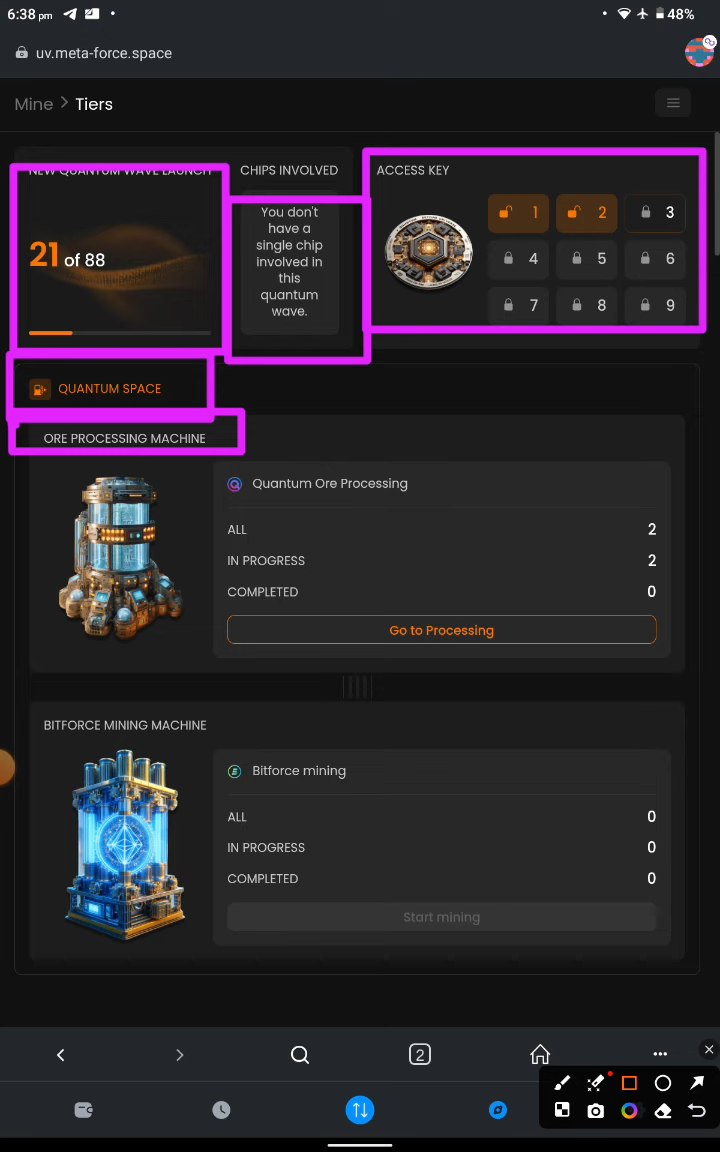 6:38 pm
48%
uv.meta-force.space
Mine > Tiers
NEW QUANTUM WAVE LAUNCH
21 of 88
CHIPS INVOLVED
You don't
have a
single chip
involved in
this
quantum
wave.
ACCESS KEY
1 2 3
4 5 6
7 8 9
QUANTUM SPACE
ORE PROCESSING MACHINE
Quantum Ore Processing
ALL 2
IN PROGRESS 2
COMPLETED 0
Go to Processing
BITFORCE MINING MACHINE
Bitforce mining
ALL 0
IN PROGRESS 0
COMPLETED 0
Start mining
2